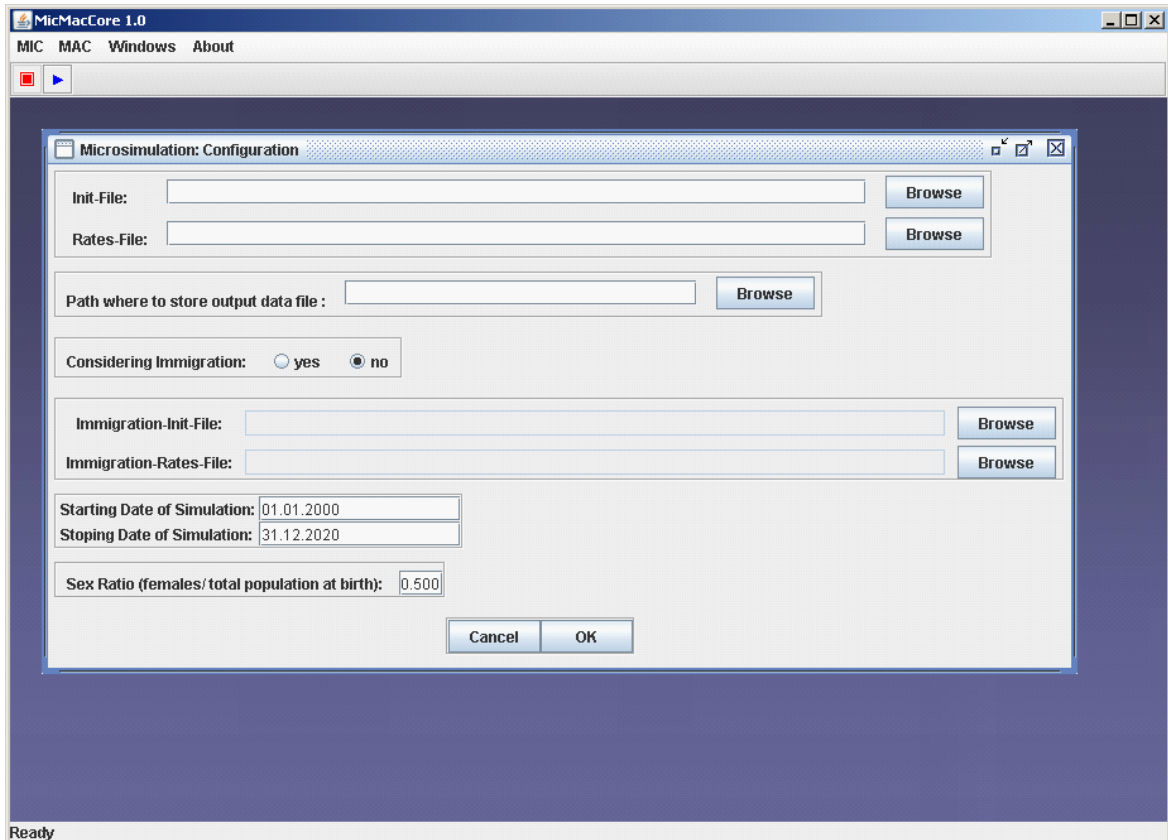 MicMacCore 1.0
MIC MAC Windows About
Microsimulation: Configuration
Init-File: Browse
Rates-File: Browse
Path where to store output data file : Browse
Considering Immigration: yes no
Immigration-Init-File: Browse
Immigration-Rates-File: Browse
Starting Date of Simulation: 01.01.2000
Stoping Date of Simulation: 31.12.2020
Sex Ratio (females/total population at birth): 0.500
Cancel OK
Ready